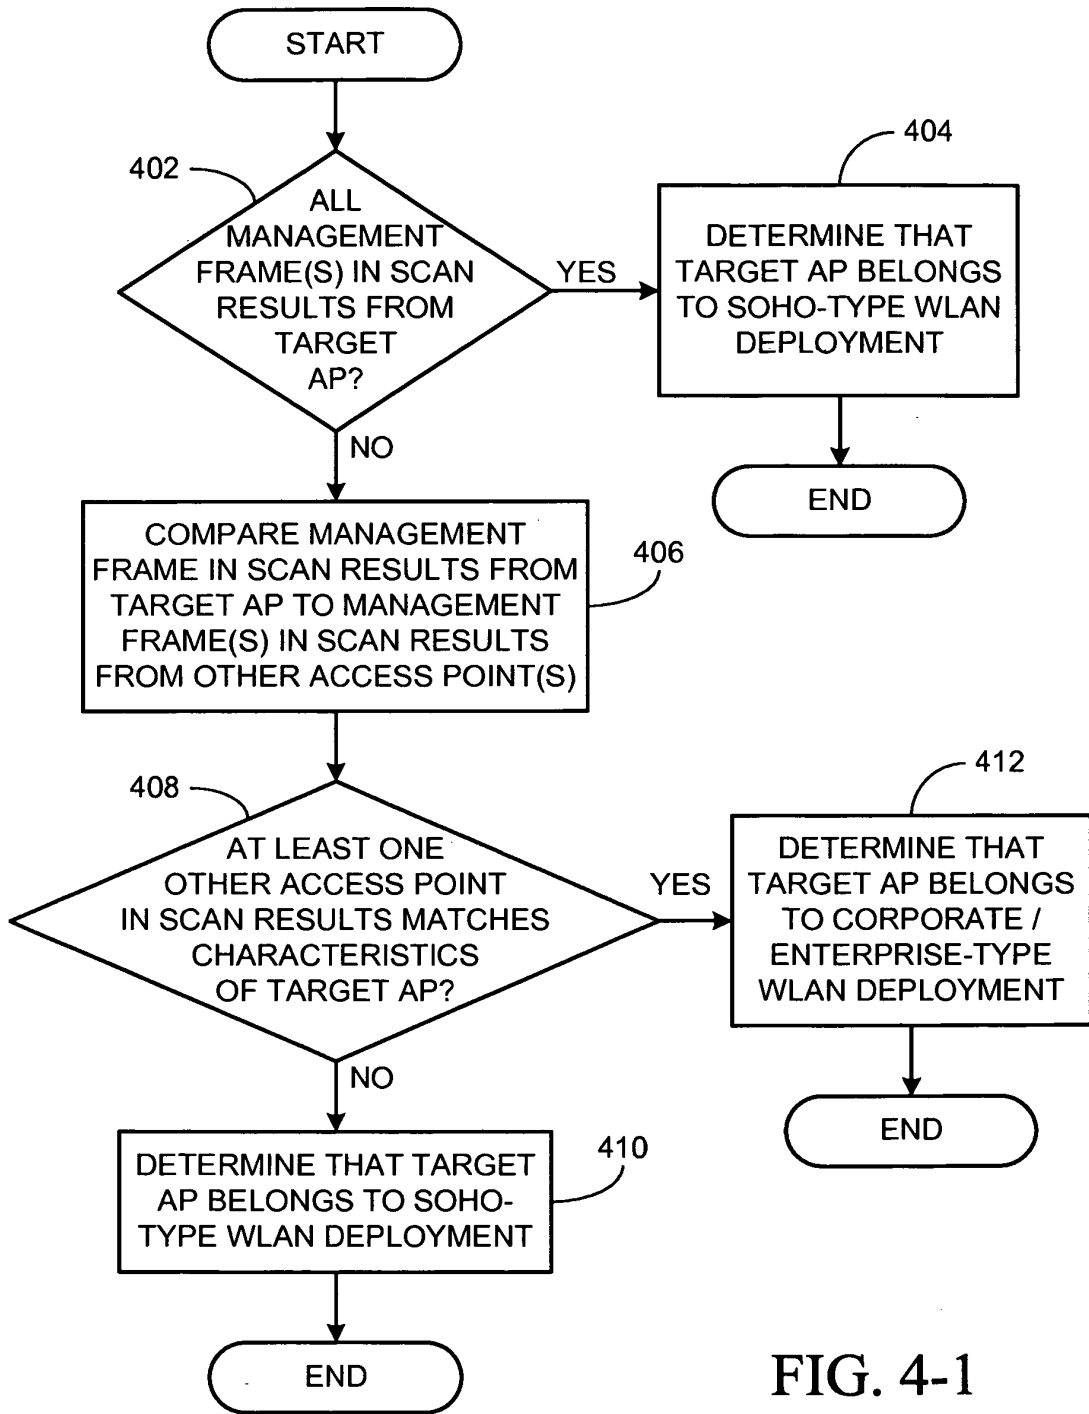 START
402
ALL
MANAGEMENT
FRAME(S) IN SCAN
RESULTS FROM
TARGET
AP?
YES
404
DETERMINE THAT
TARGET AP BELONGS
TO SOHO-TYPE WLAN
DEPLOYMENT
END
NO
COMPARE MANAGEMENT
FRAME IN SCAN RESULTS FROM
TARGET AP TO MANAGEMENT
FRAME(S) IN SCAN RESULTS
FROM OTHER ACCESS POINT(S)
406
408
AT LEAST ONE
OTHER ACCESS POINT
IN SCAN RESULTS MATCHES
CHARACTERISTICS
OF TARGET AP?
YES
412
DETERMINE THAT
TARGET AP BELONGS
TO CORPORATE /
ENTERPRISE-TYPE
WLAN DEPLOYMENT
END
NO
DETERMINE THAT TARGET
AP BELONGS TO SOHO-
TYPE WLAN DEPLOYMENT
410
END
FIG. 4-1